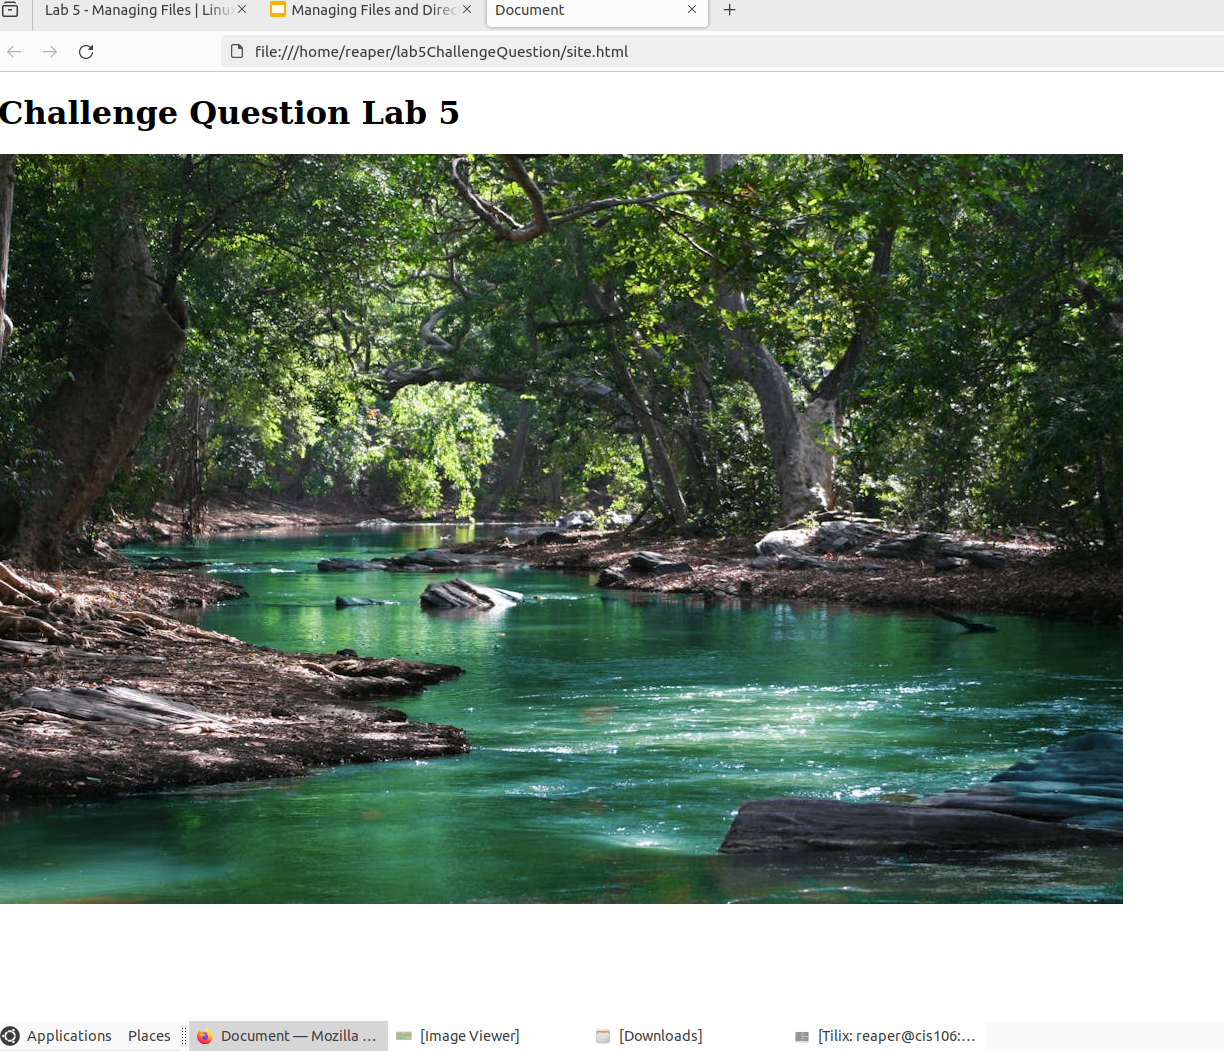 Lab 5 - Managing Files | Linu
Managing Files and Direc
Document
file:///home/reaper/lab5ChallengeQuestion/site.html
Challenge Question Lab 5
Applications Places Document — Mozilla ... [Image Viewer] [Downloads] [Tilix: reaper@cis106:...